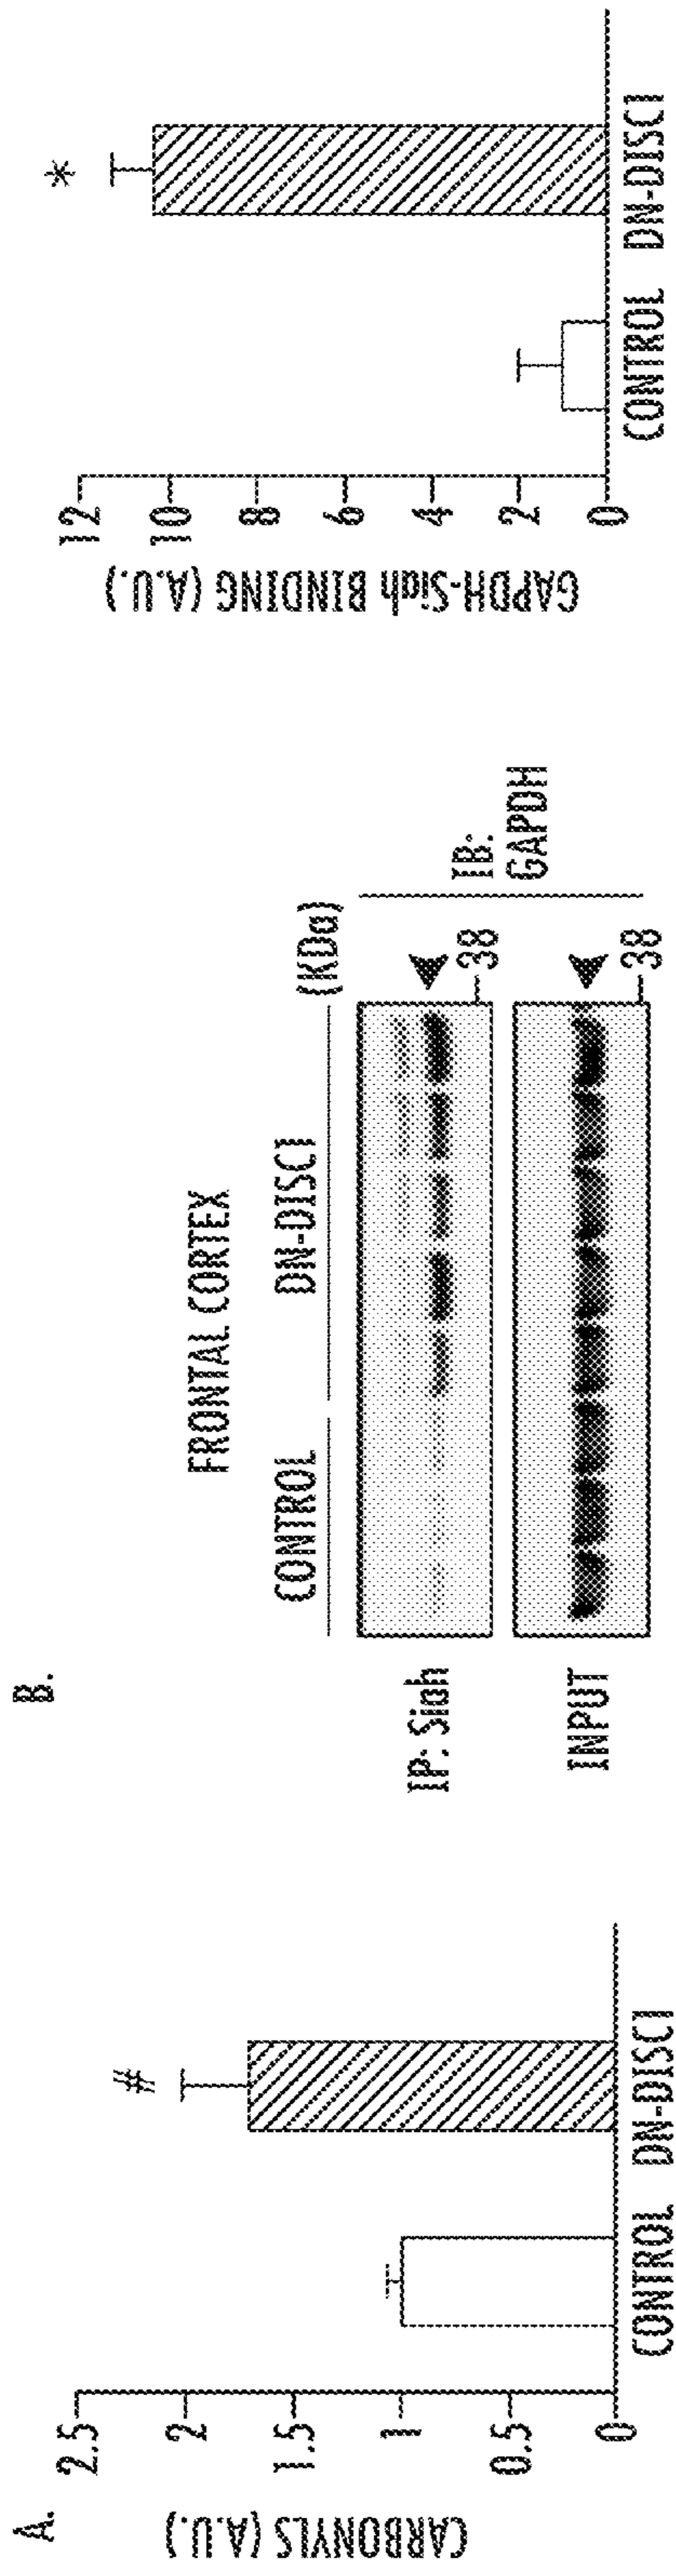 A.
CARBONYLS (A.U.)
2.5
2
1.5
1
0.5
0
#
CONTROL DN-DISC1
B.
FRONTAL CORTEX
CONTROL DN-DISC1 (KDa)
IP: Siah
38
INPUT
38
IB:
GAPDH
GAPDH-Siah BINDING (A.U.)
12
10
8
6
4
2
0
*
CONTROL DN-DISC1